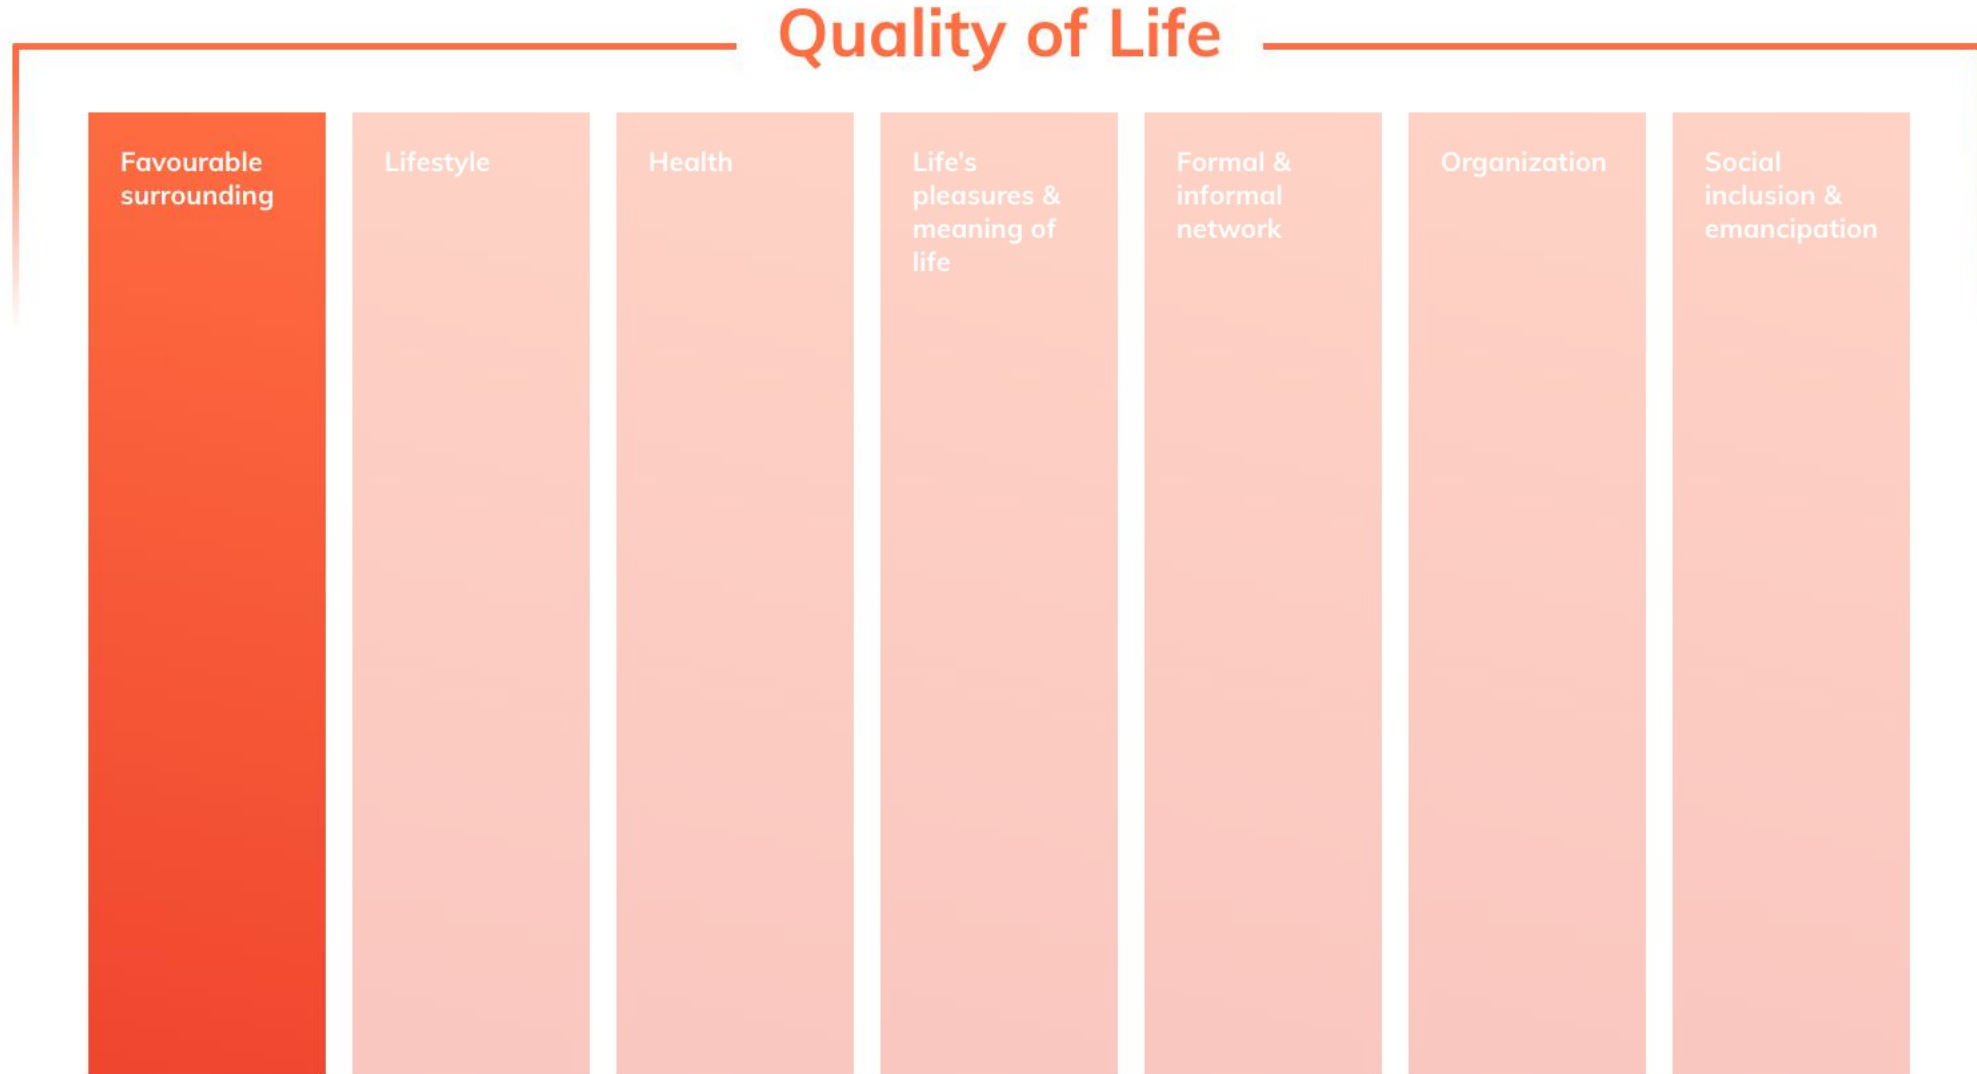 Quality of Life
Favourable
surrounding
Lifestyle
Health
Life's
pleasures &
meaning of
life
Formal &
informal
network
Organization
Social
inclusion &
emancipation